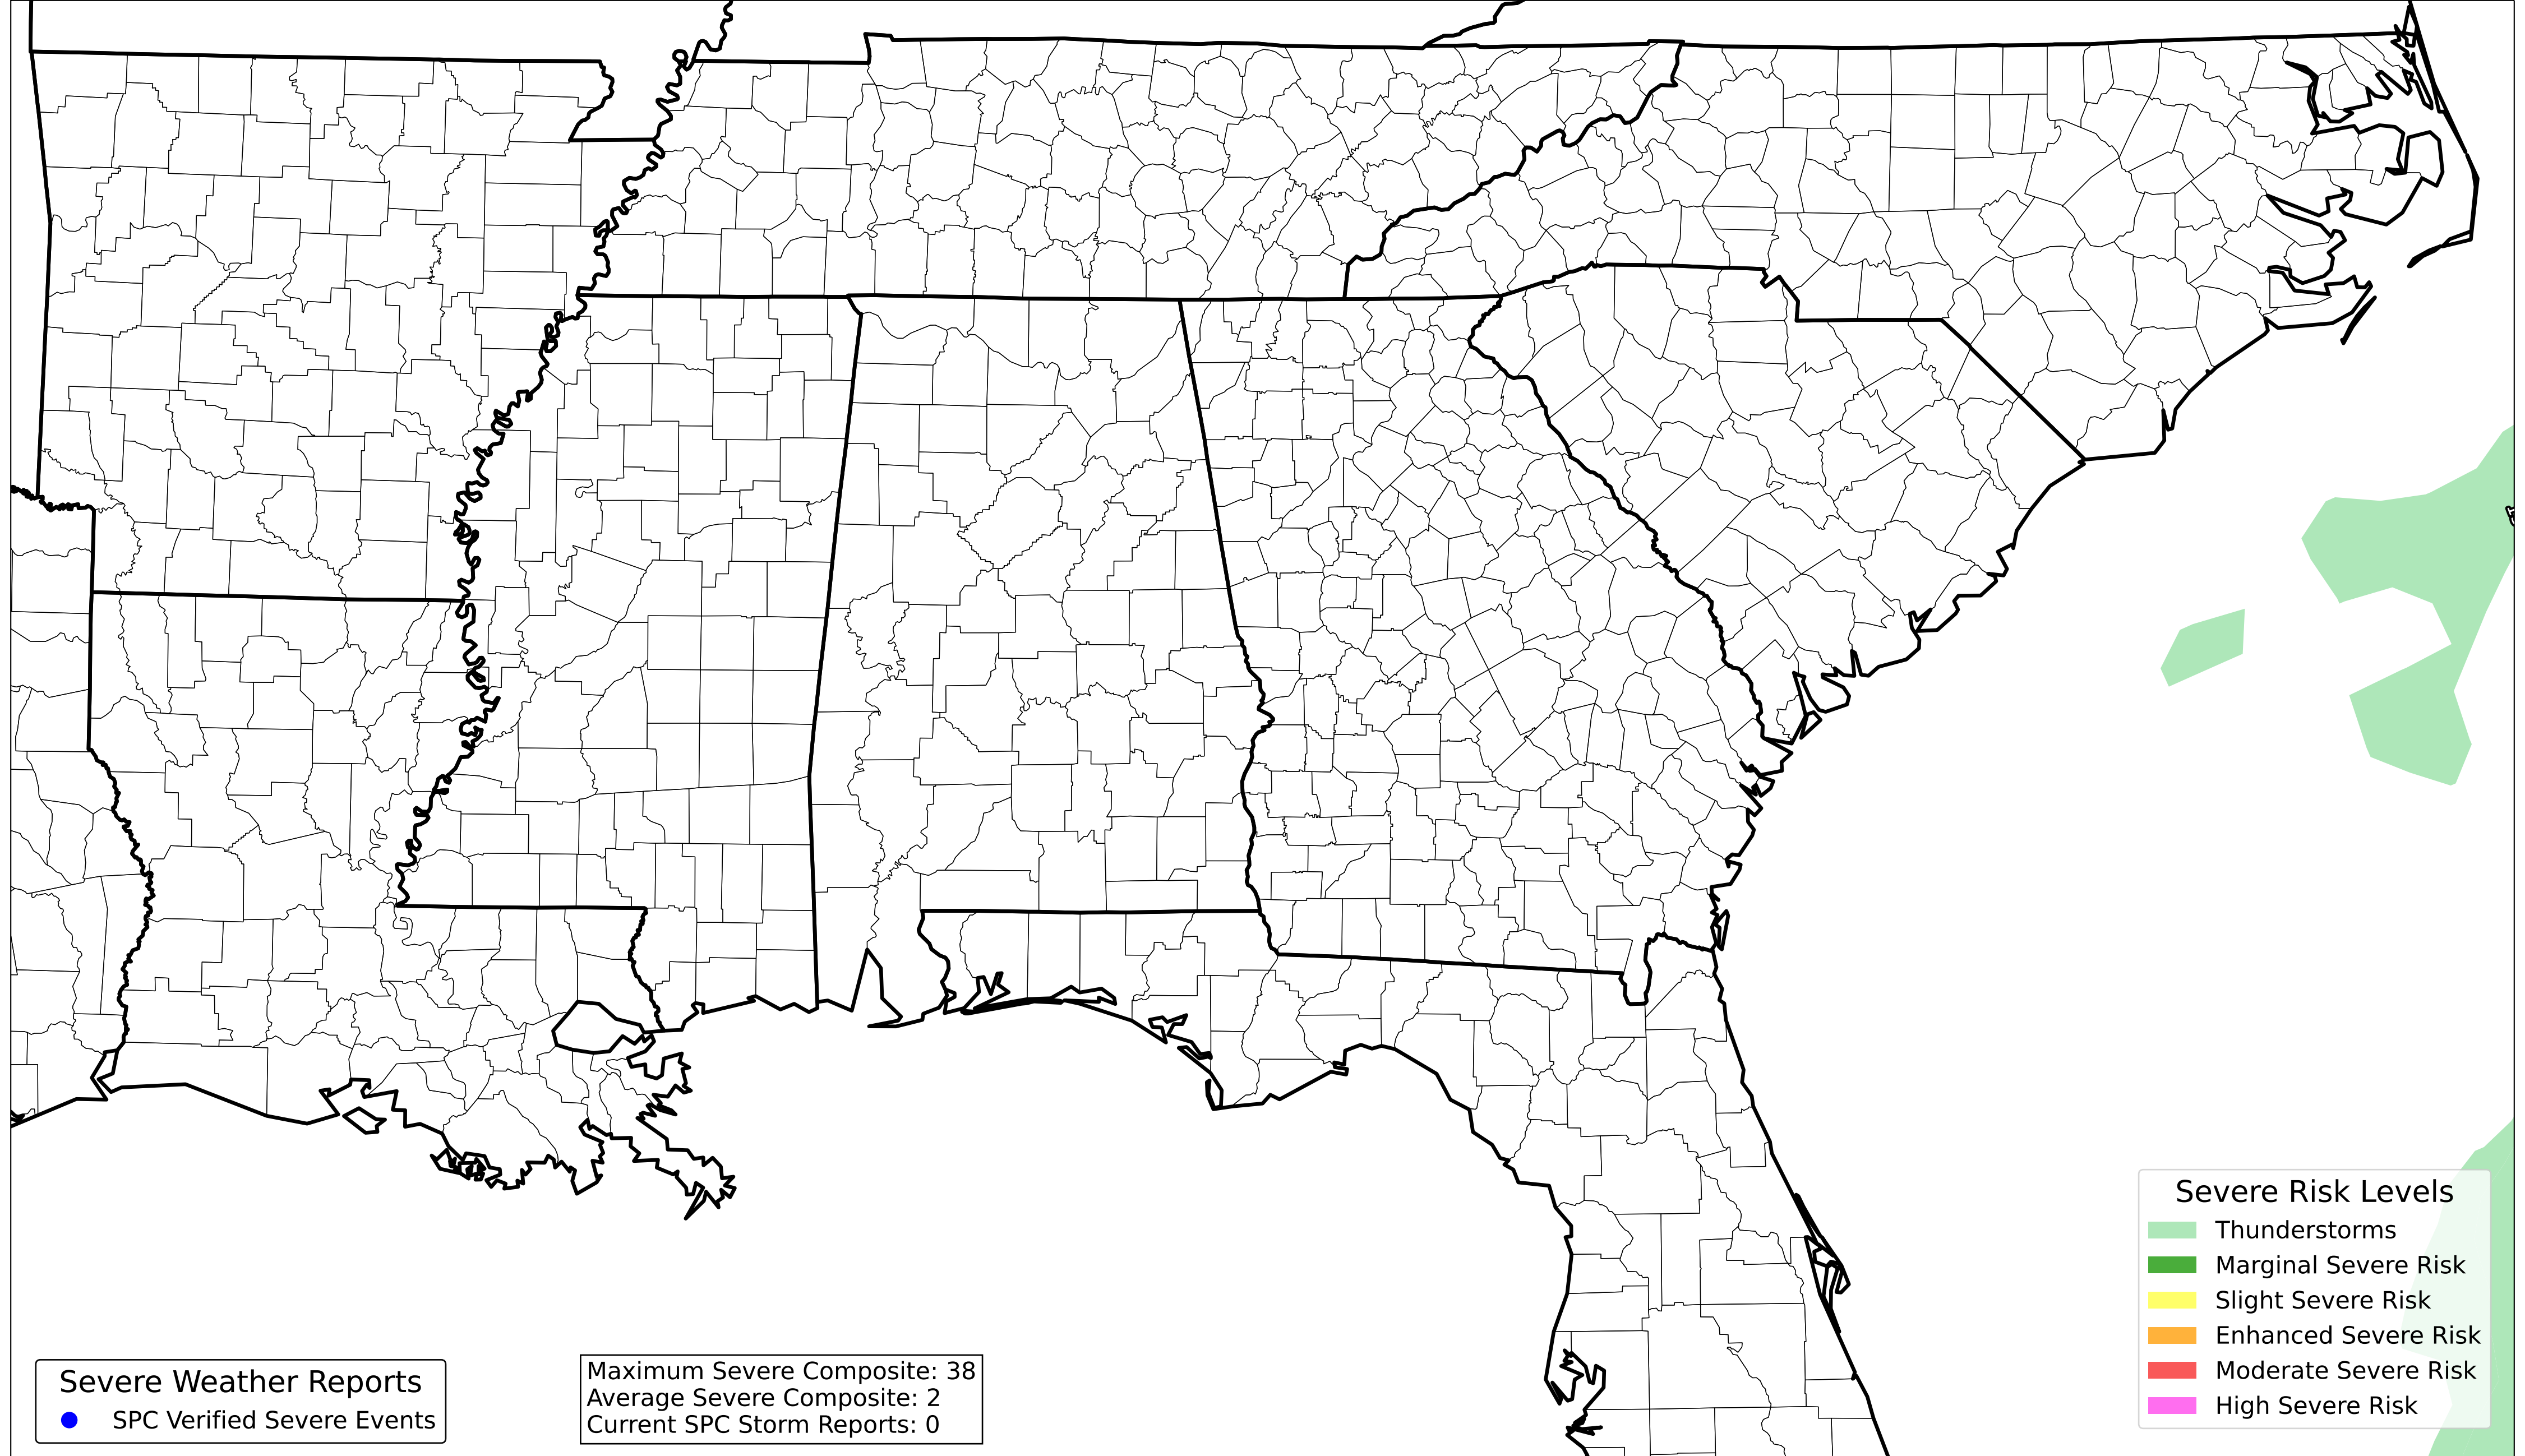 Severe Risk Levels
Thunderstorms
Marginal Severe Risk
Slight Severe Risk
Enhanced Severe Risk
Moderate Severe Risk
High Severe Risk
Severe Weather Reports
SPC Verified Severe Events
Maximum Severe Composite: 38
Average Severe Composite: 2
Current SPC Storm Reports: 0